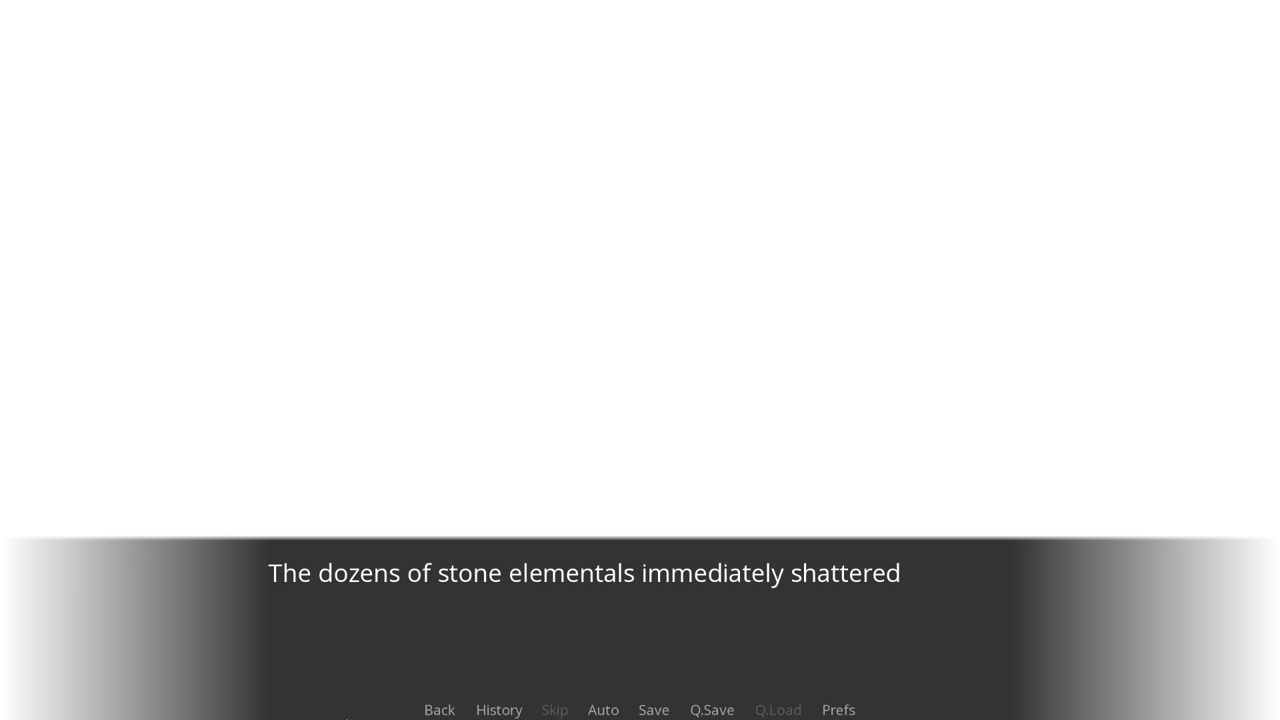 The dozens of stone elementals immediately shattered
Back History Skip Auto Save Q.Save Q.Load Prefs